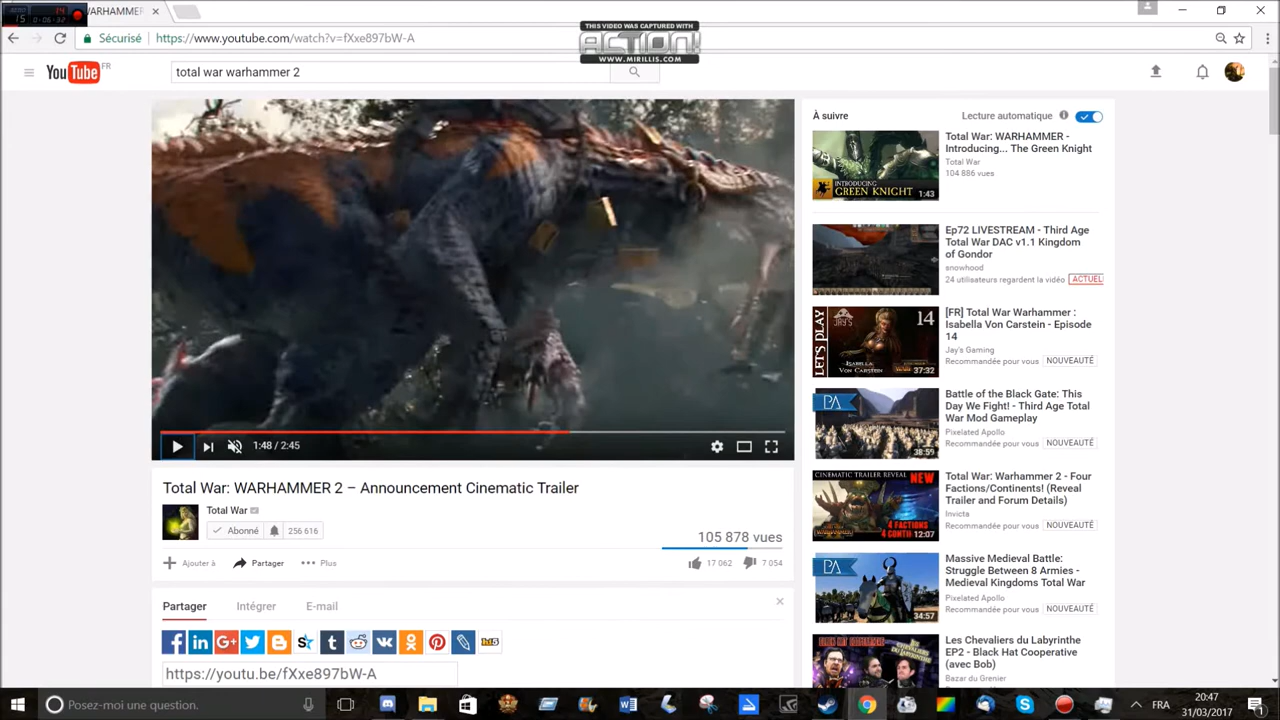 WARHAMMER
15
14
0:06:32
THIS VIDEO WAS CAPTURED WITH
ACTION!
WWW.MIRILLIS.COM
Sécurisé
https://www.youtube.com/watch?v=fXxe897bW-A
YouTube FR
total war warhammer 2
À suivre
Lecture automatique
Total War: WARHAMMER -
Introducing... The Green Knight
Total War
104 886 vues
INTRODUCING
GREEN KNIGHT
1:43
Ep72 LIVESTREAM - Third Age
Total War DAC v1.1 Kingdom
of Gondor
snowhood
24 utilisateurs regardent la vidéo
ACTUEL
LET'S PLAY
JAY'S
14
ISABELLA
VON CARSTEIN
37:32
[FR] Total War Warhammer :
Isabella Von Carstein - Episode
14
Jay's Gaming
Recommandée pour vous
NOUVEAUTÉ
PA
38:59
Battle of the Black Gate: This
Day We Fight! - Third Age Total
War Mod Gameplay
Pixelated Apollo
Recommandée pour vous
NOUVEAUTÉ
CINEMATIC TRAILER REVEAL NEW
4 FACTIONS
4 CONTII
12:07
Total War: Warhammer 2 - Four
Factions/Continents! (Reveal
Trailer and Forum Details)
Invicta
Recommandée pour vous
NOUVEAUTÉ
PA
34:57
Massive Medieval Battle:
Struggle Between 8 Armies -
Medieval Kingdoms Total War
Pixelated Apollo
Recommandée pour vous
NOUVEAUTÉ
Les Chevaliers du Labyrinthe
EP2 - Black Hat Cooperative
(avec Bob)
Bazar du Grenier
Total War: WARHAMMER 2 – Announcement Cinematic Trailer
Total War
Abonné
256 616
105 878 vues
Ajouter à
Partager
Plus
17 062
7 054
Partager
Intégrer
E-mail
https://youtu.be/fXxe897bW-A
Posez-moi une question.
FRA
20:47
31/03/2017